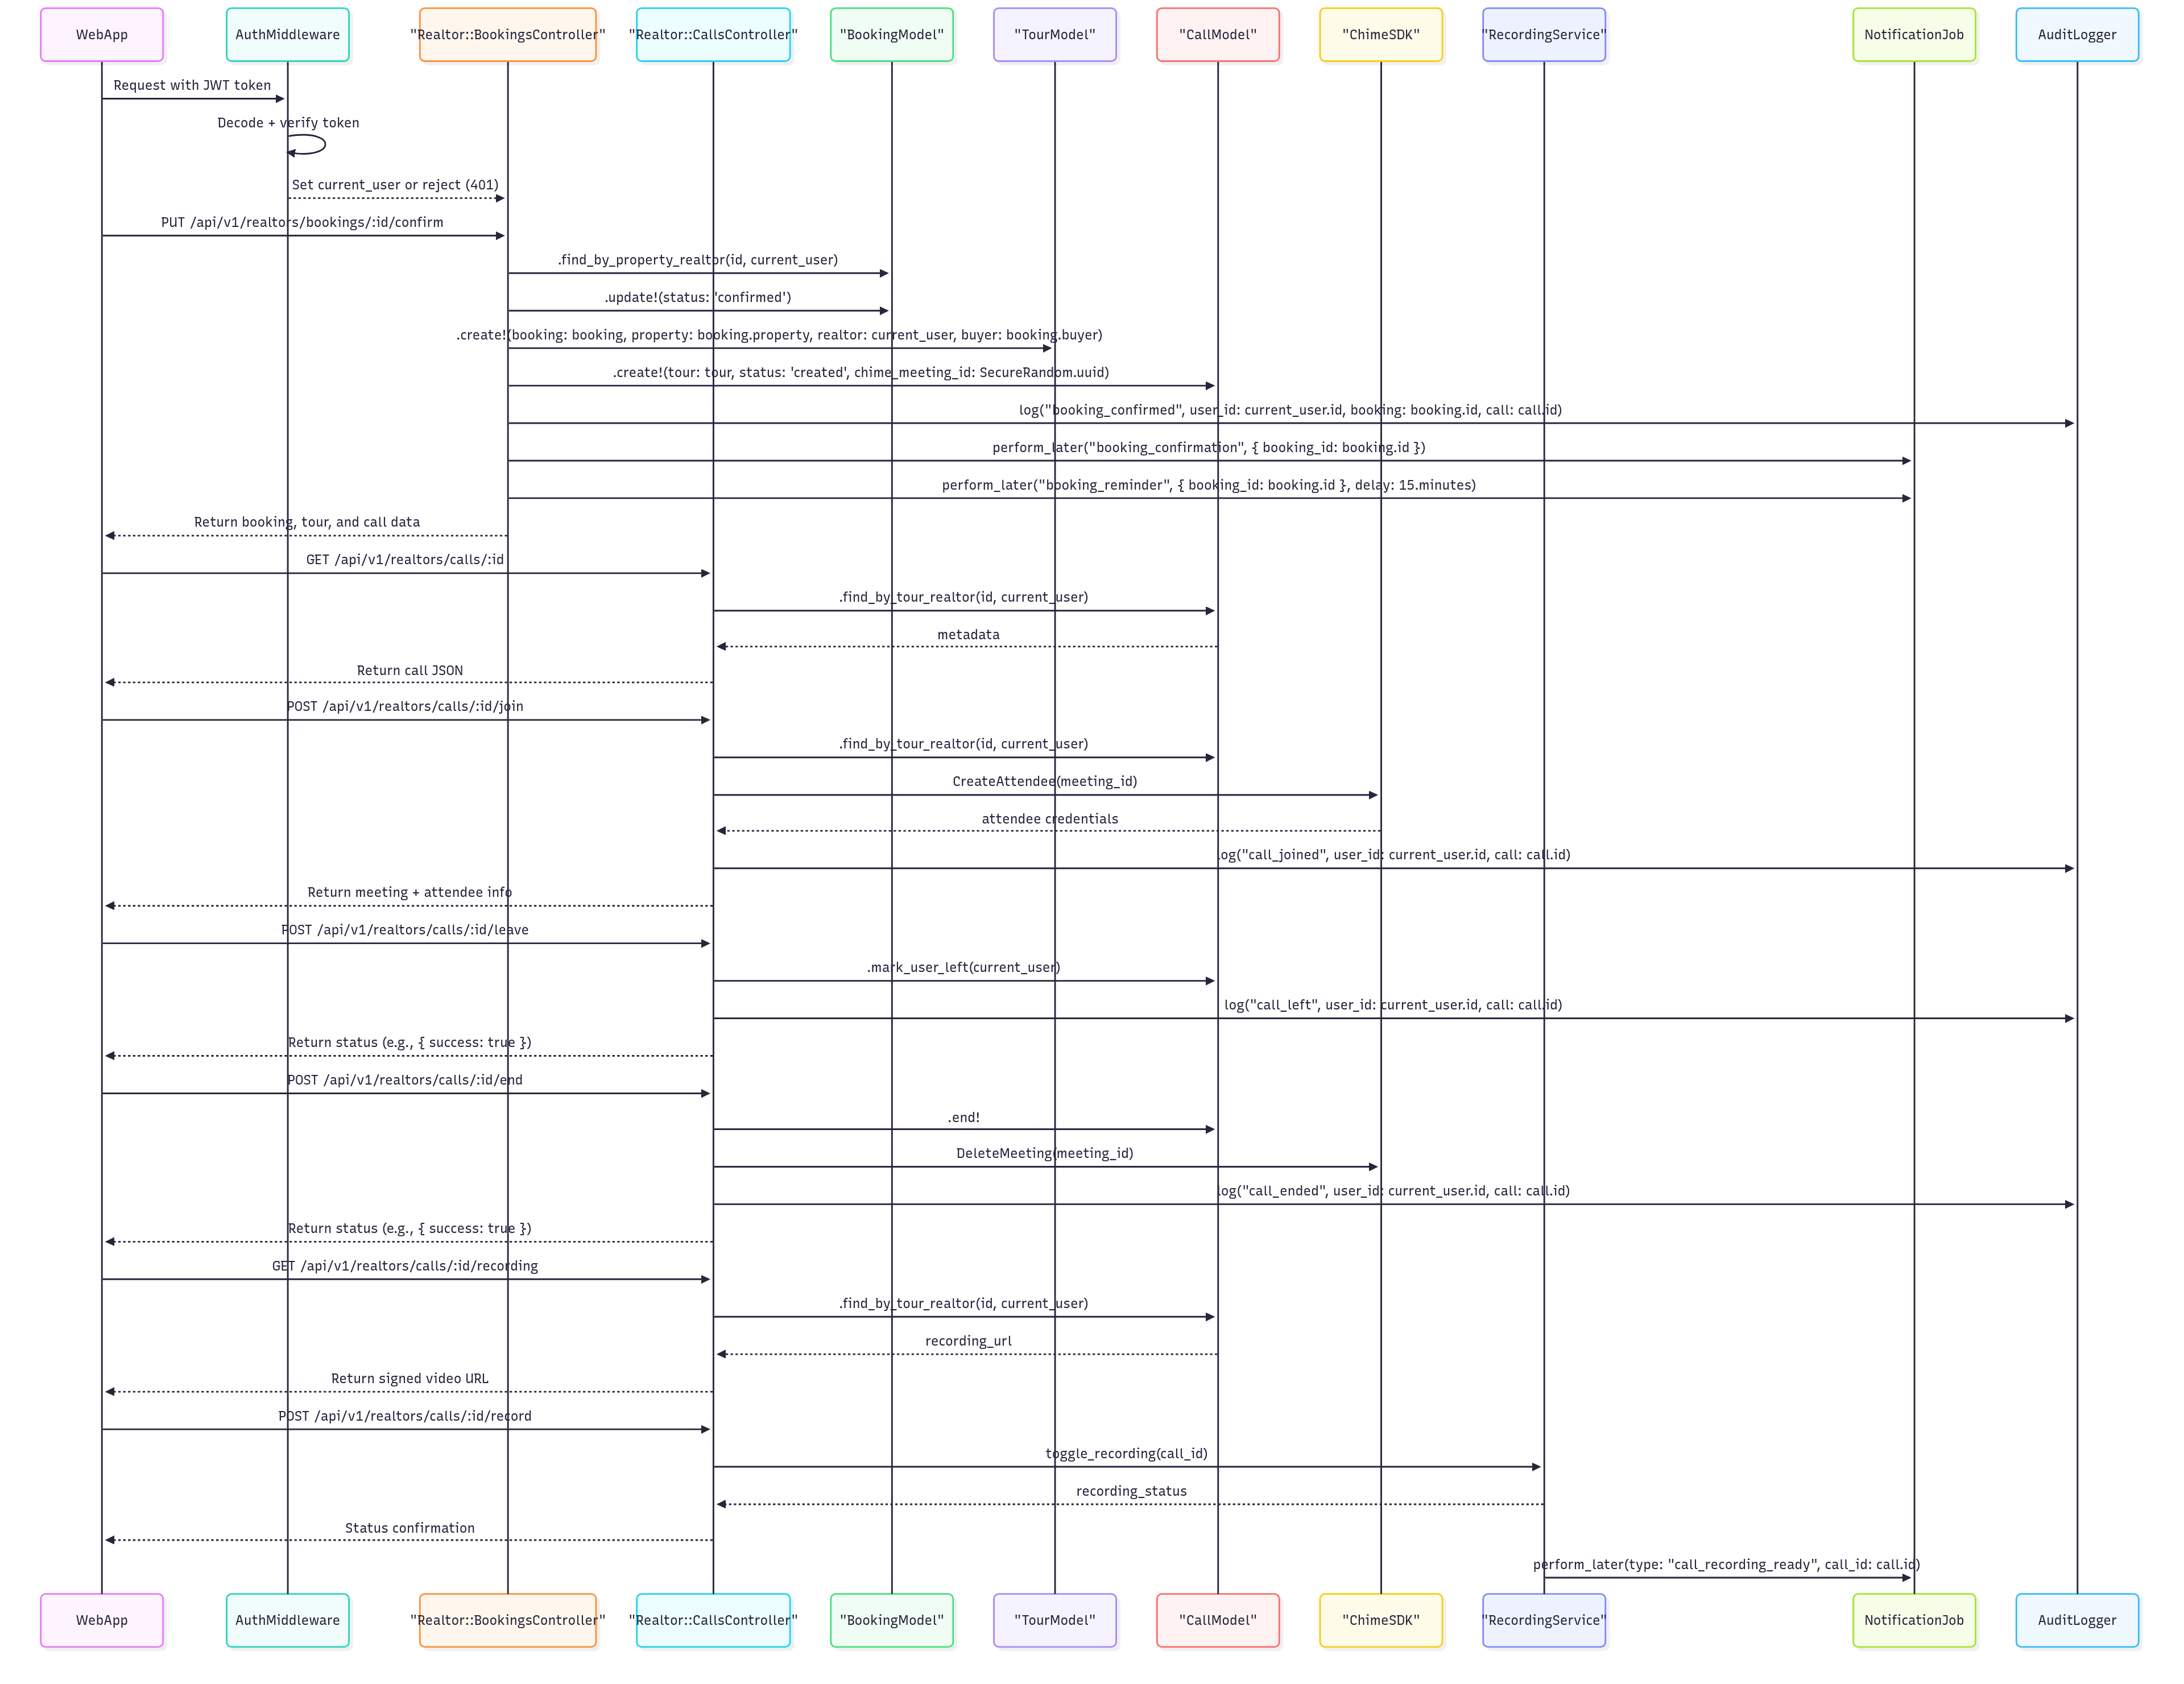 WebApp
AuthMiddleware
"Realtor::BookingsController"
"Realtor::CallsController"
"BookingModel"
"TourModel"
"CallModel"
"ChimeSDK"
"RecordingService"
NotificationJob
AuditLogger
Request with JWT token
Decode + verify token
Set current_user or reject (401)
PUT /api/v1/realtors/bookings/:id/confirm
.find_by_property_realtor(id, current_user)
.update!(status: 'confirmed')
.create!(booking: booking, property: booking.property, realtor: current_user, buyer: booking.buyer)
.create!(tour: tour, status: 'created', chime_meeting_id: SecureRandom.uuid)
log("booking_confirmed", user_id: current_user.id, booking: booking.id, call: call.id)
perform_later("booking_confirmation", { booking_id: booking.id })
perform_later("booking_reminder", { booking_id: booking.id }, delay: 15.minutes)
Return booking, tour, and call data
GET /api/v1/realtors/calls/:id
.find_by_tour_realtor(id, current_user)
metadata
Return call JSON
POST /api/v1/realtors/calls/:id/join
.find_by_tour_realtor(id, current_user)
CreateAttendee(meeting_id)
attendee credentials
log("call_joined", user_id: current_user.id, call: call.id)
Return meeting + attendee info
POST /api/v1/realtors/calls/:id/leave
.mark_user_left(current_user)
log("call_left", user_id: current_user.id, call: call.id)
Return status (e.g., { success: true })
POST /api/v1/realtors/calls/:id/end
.end!
DeleteMeeting(meeting_id)
log("call_ended", user_id: current_user.id, call: call.id)
Return status (e.g., { success: true })
GET /api/v1/realtors/calls/:id/recording
.find_by_tour_realtor(id, current_user)
recording_url
Return signed video URL
POST /api/v1/realtors/calls/:id/record
toggle_recording(call_id)
recording_status
Status confirmation
perform_later(type: "call_recording_ready", call_id: call.id)
WebApp
AuthMiddleware
"Realtor::BookingsController"
"Realtor::CallsController"
"BookingModel"
"TourModel"
"CallModel"
"ChimeSDK"
"RecordingService"
NotificationJob
AuditLogger